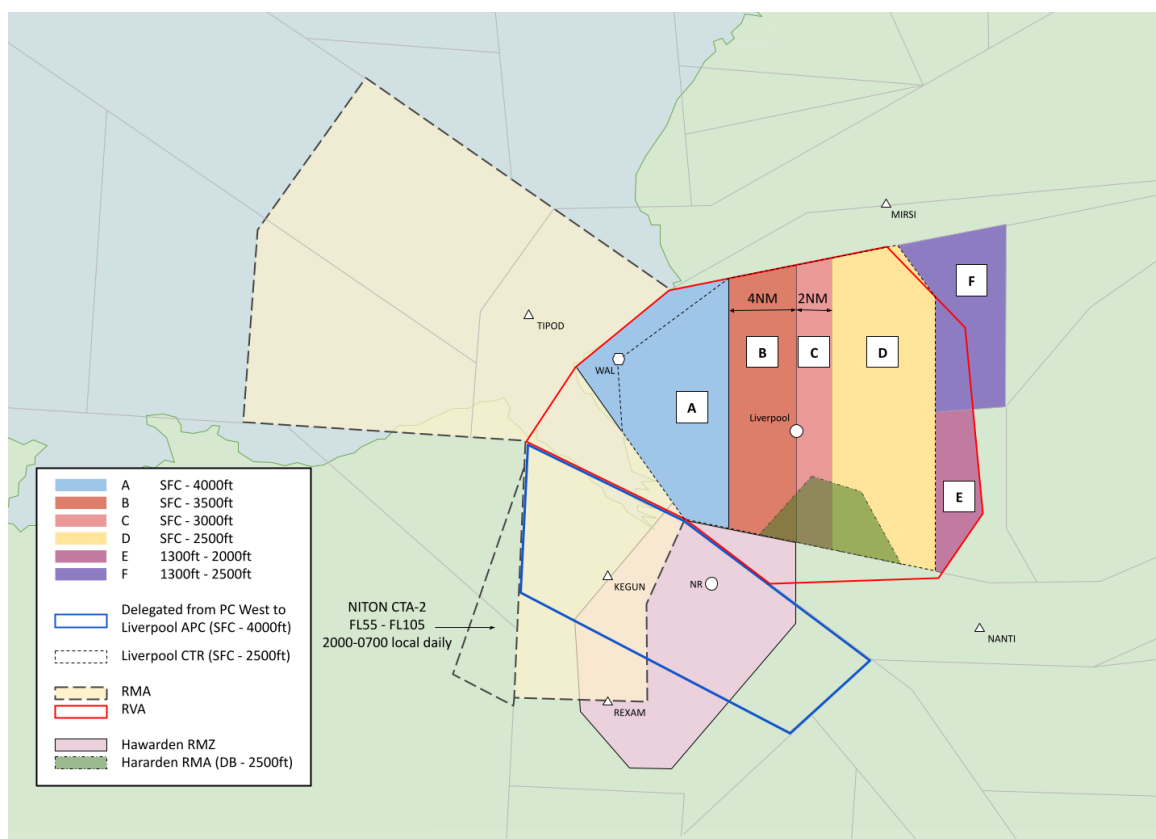 MIRSI
F
4NM
2NM
TIPOD
B
C
D
WAL
A
Liverpool
E
A SFC - 4000ft
B SFC - 3500ft
C SFC - 3000ft
D SFC - 2500ft
E 1300ft - 2000ft
F 1300ft - 2500ft
Delegated from PC West to
Liverpool APC (SFC - 4000ft)
Liverpool CTR (SFC - 2500ft)
RMA
RVA
Hawarden RMZ
Hararden RMA (DB - 2500ft)
KEGUN
NR
NITON CTA-2
FL55 - FL105
2000-0700 local daily
NANTI
REXAM